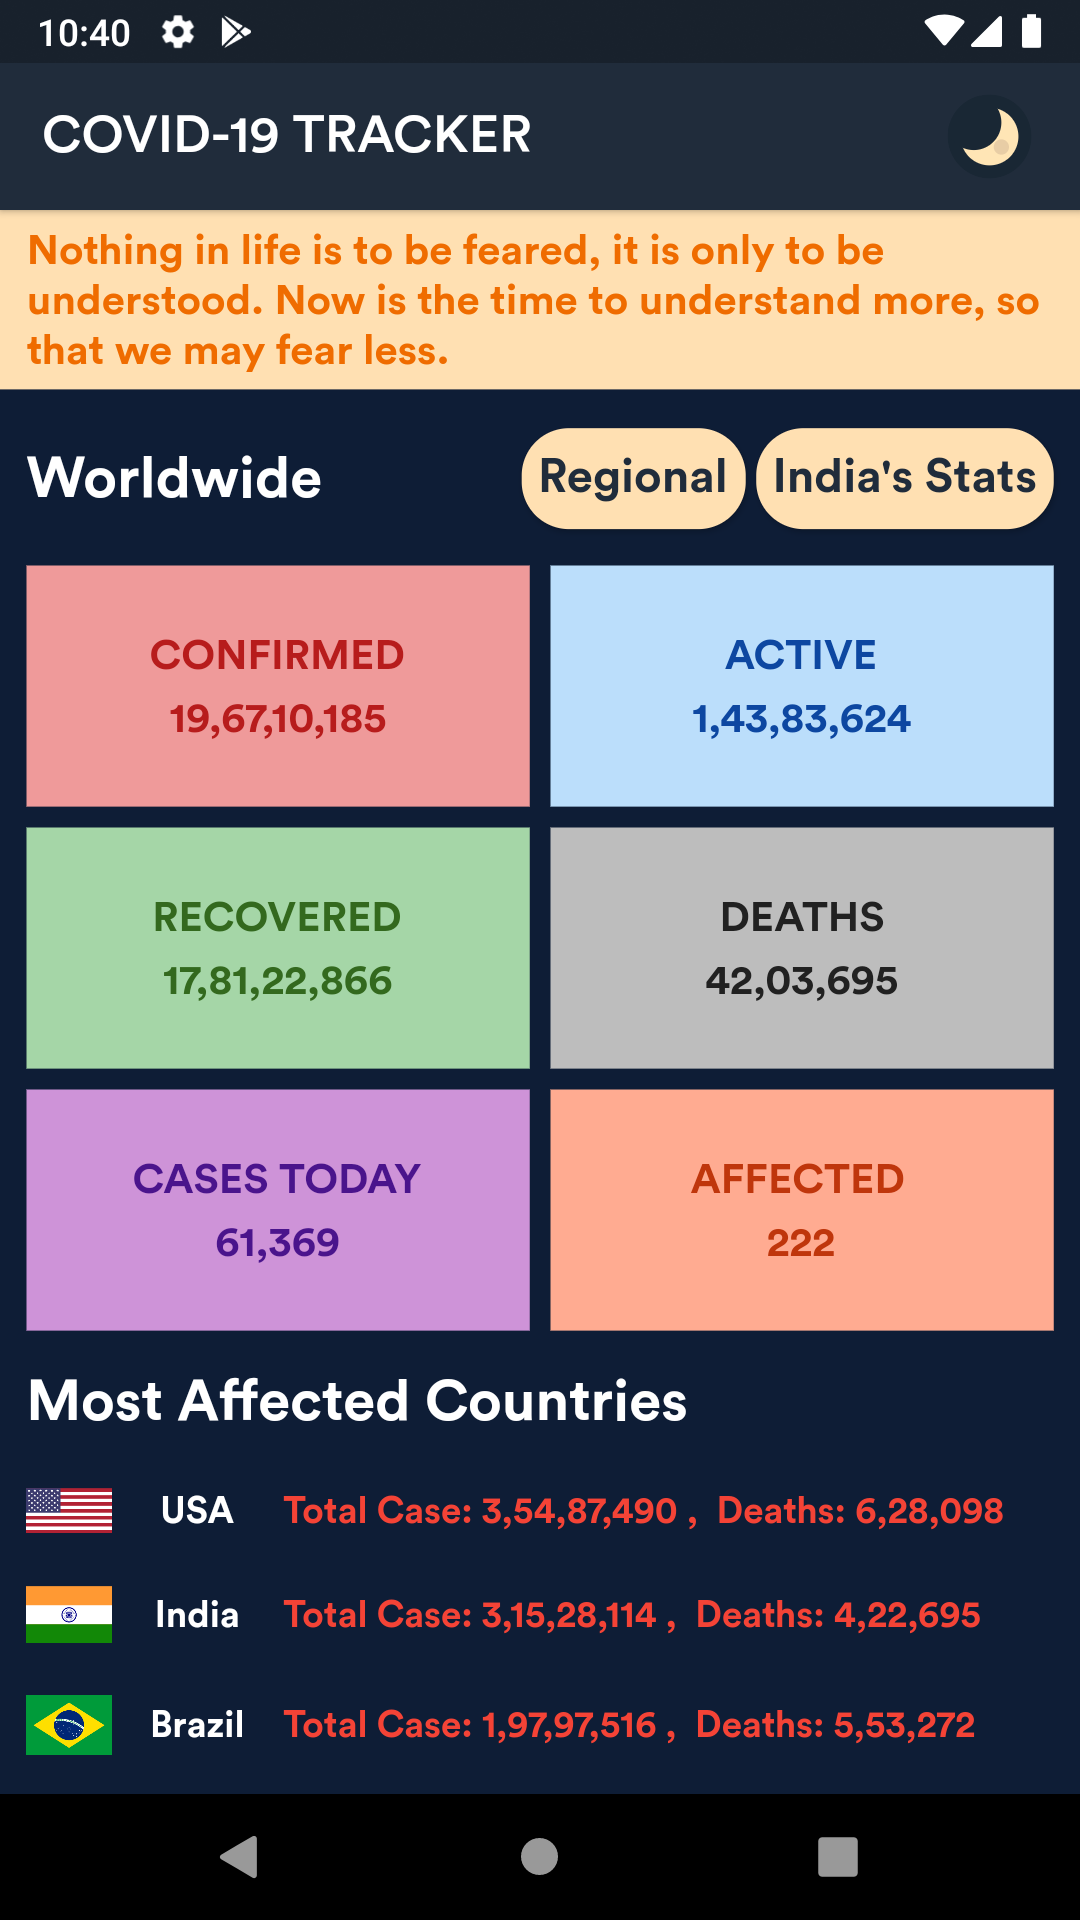 10:40
COVID-19 TRACKER
Nothing in life is to be feared, it is only to be
understood. Now is the time to understand more, so
that we may fear less.
Worldwide
Regional
India's Stats
CONFIRMED
19,67,10,185
ACTIVE
1,43,83,624
RECOVERED
17,81,22,866
DEATHS
42,03,695
CASES TODAY
61,369
AFFECTED
222
Most Affected Countries
USA Total Case: 3,54,87,490 , Deaths: 6,28,098
India Total Case: 3,15,28,114 , Deaths: 4,22,695
Brazil Total Case: 1,97,97,516 , Deaths: 5,53,272